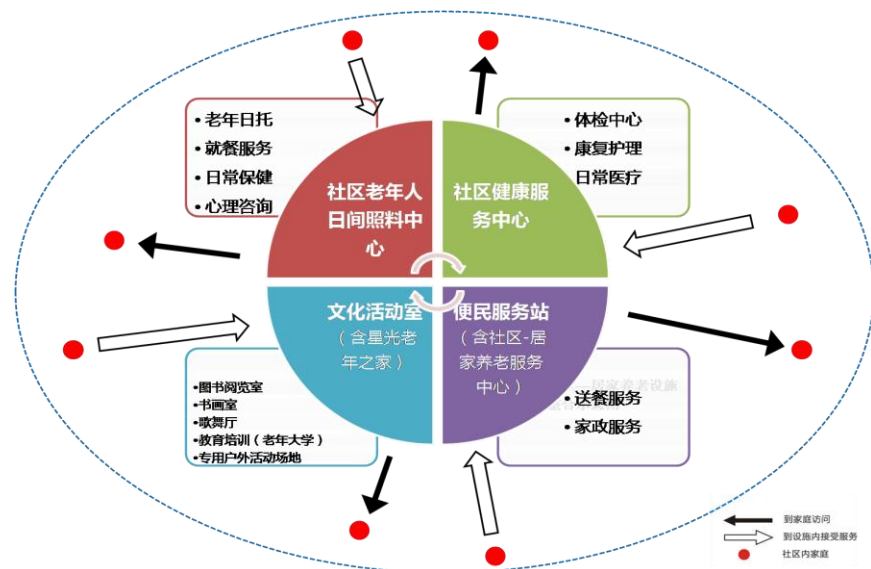 • 老年日托
• 就餐服务
• 日常保健
• 心理咨询
社区老年人
日间照料中
心
社区健康服
务中心
• 体检中心
• 康复护理
日常医疗
文化活动室
（含星光老
年之家）
便民服务站
（含社区-居
家养老服务
中心）
•图书阅览室
•书画室
•歌舞厅
•教育培训（老年大学）
•专用户外活动场地
• 送餐服务
• 家政服务
到家庭访问
到设施内接受服务
社区内家庭